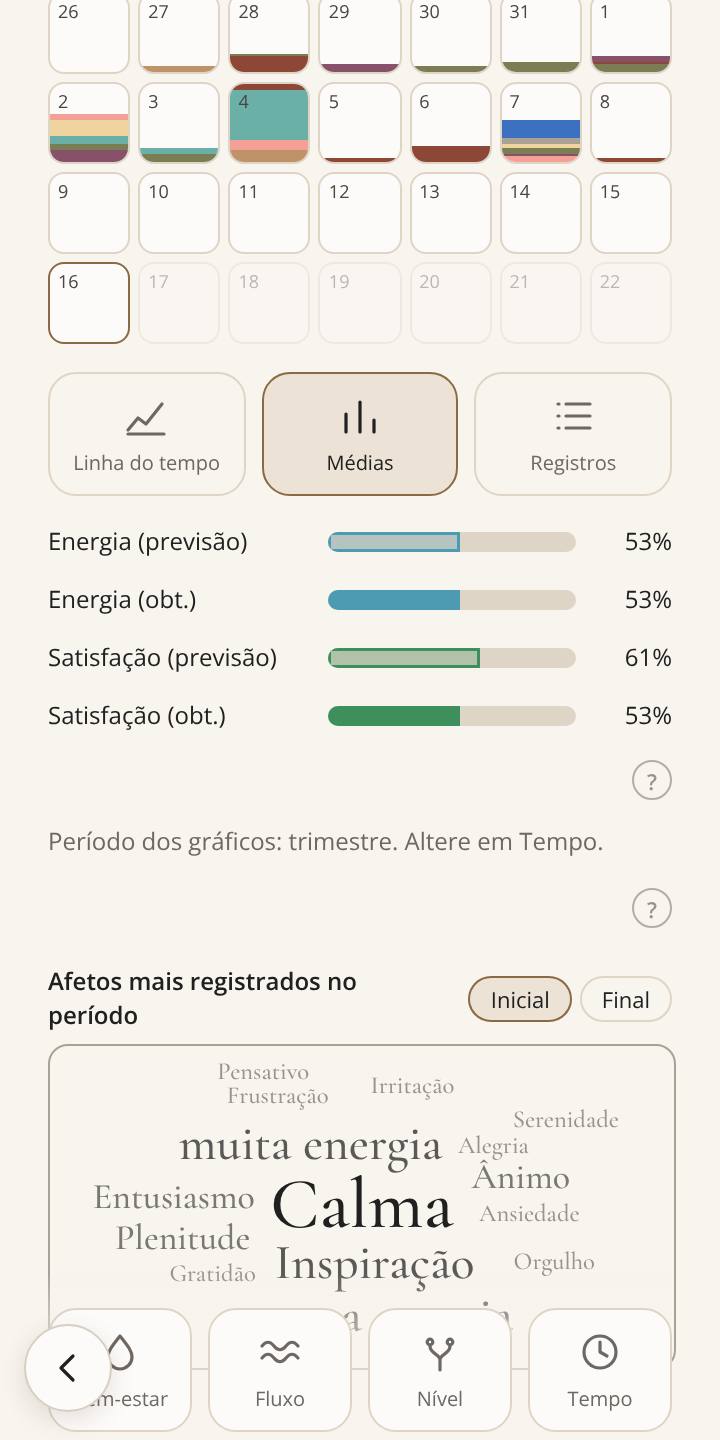 26 27 28 29 30 31 1
2 3 4 5 6 7 8
9 10 11 12 13 14 15
16 17 18 19 20 21 22
Linha do tempo Médias Registros
Energia (previsão) 53%
Energia (obt.) 53%
Satisfação (previsão) 61%
Satisfação (obt.) 53%
?
Período dos gráficos: trimestre. Altere em Tempo.
?
Afetos mais registrados no
período
Inicial Final
Pensativo
Frustração
Irritação
Serenidade
muita energia
Alegria
Ânimo
Entusiasmo
Calma
Ansiedade
Plenitude
Inspiração
Orgulho
Gratidão
Fluxo Nível Tempo